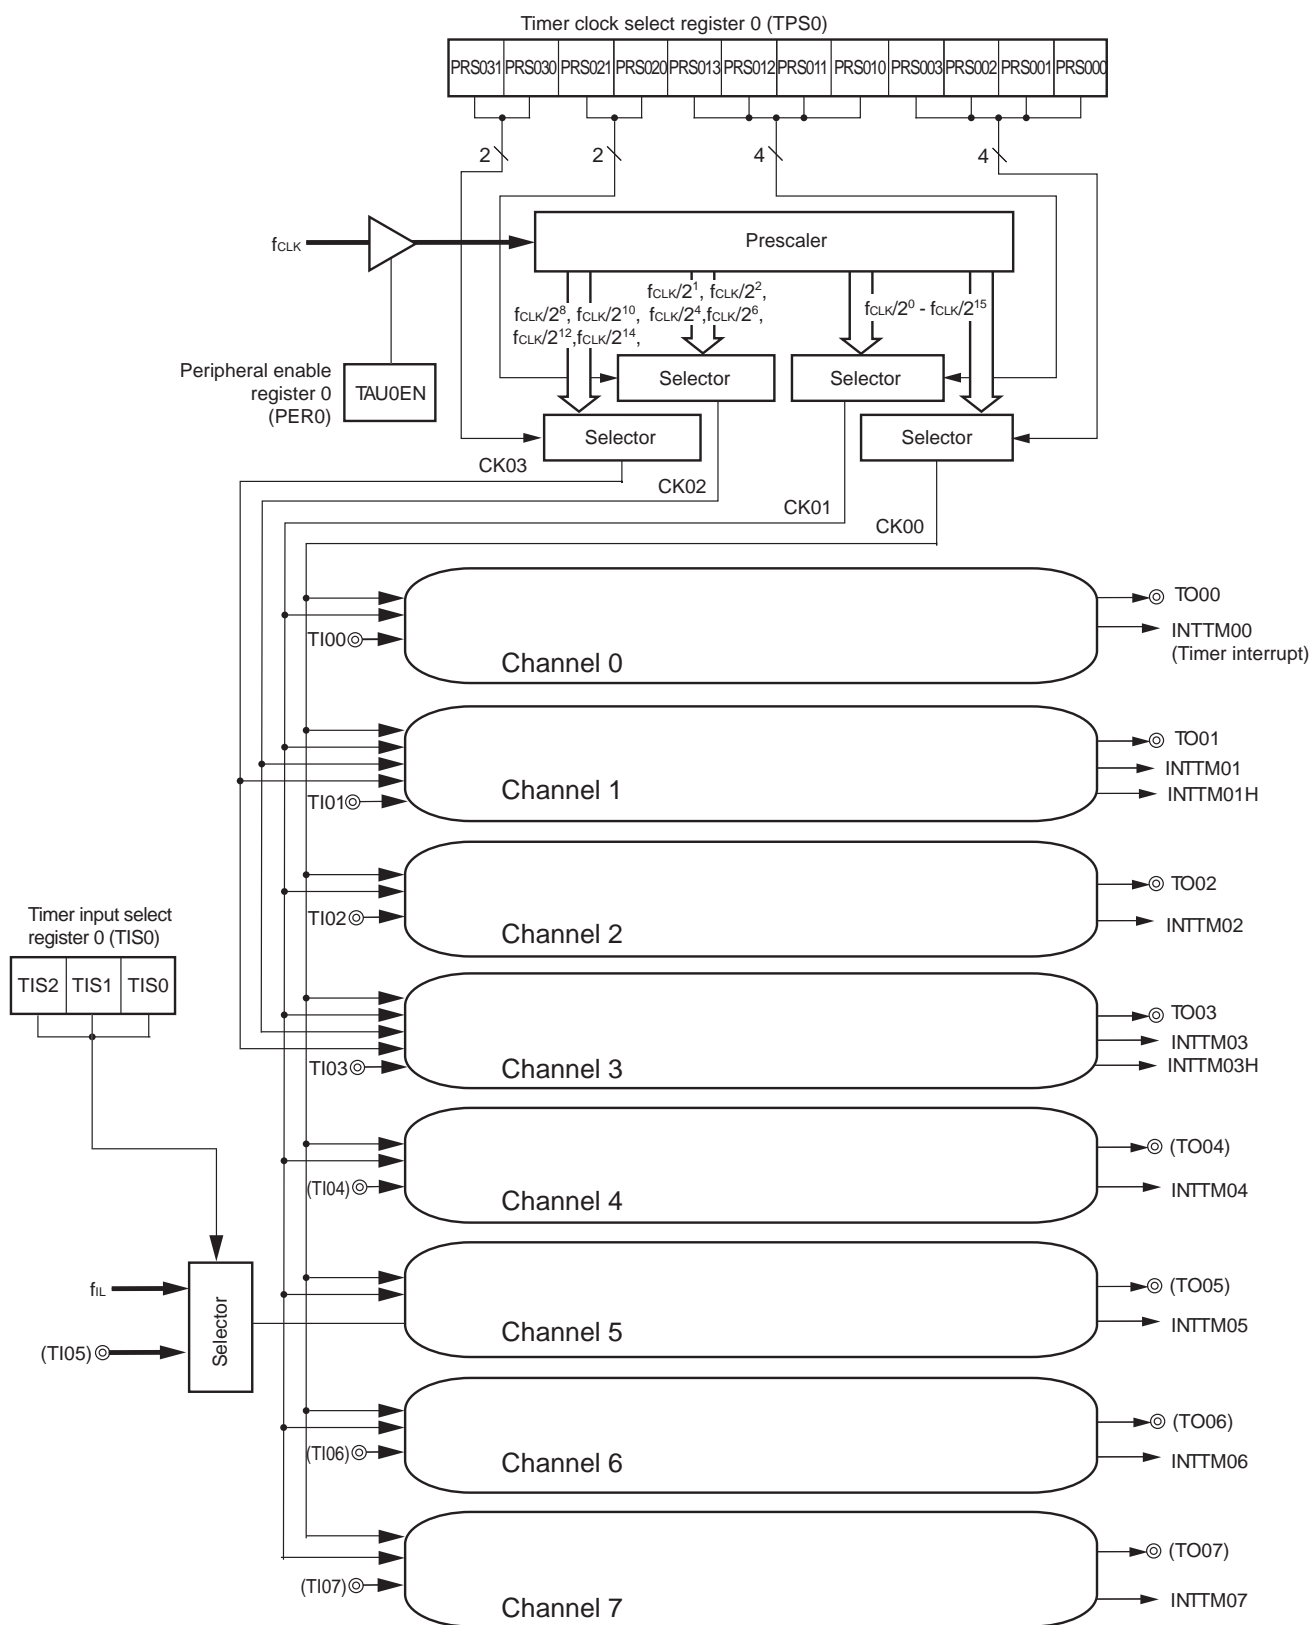 Timer clock select register 0 (TPS0)
PRS031 PRS030 PRS021 PRS020 PRS013 PRS012 PRS011 PRS010 PRS003 PRS002 PRS001 PRS000
2 2 4 4
fCLK
Prescaler
fCLK/2^8, fCLK/2^10,
fCLK/2^12,fCLK/2^14,
fCLK/2^1, fCLK/2^2,
fCLK/2^4,fCLK/2^6,
fCLK/2^0 - fCLK/2^15
Peripheral enable
register 0
(PER0)
TAU0EN
Selector
Selector
Selector
Selector
CK03
CK02
CK01
CK00
TI00
Channel 0
TO00
INTTM00
(Timer interrupt)
TI01
Channel 1
TO01
INTTM01
INTTM01H
TI02
Channel 2
TO02
INTTM02
Timer input select
register 0 (TIS0)
TIS2 TIS1 TIS0
TI03
Channel 3
TO03
INTTM03
INTTM03H
(TI04)
Channel 4
(TO04)
INTTM04
fIL
(TI05)
Selector
Channel 5
(TO05)
INTTM05
(TI06)
Channel 6
(TO06)
INTTM06
(TI07)
Channel 7
(TO07)
INTTM07